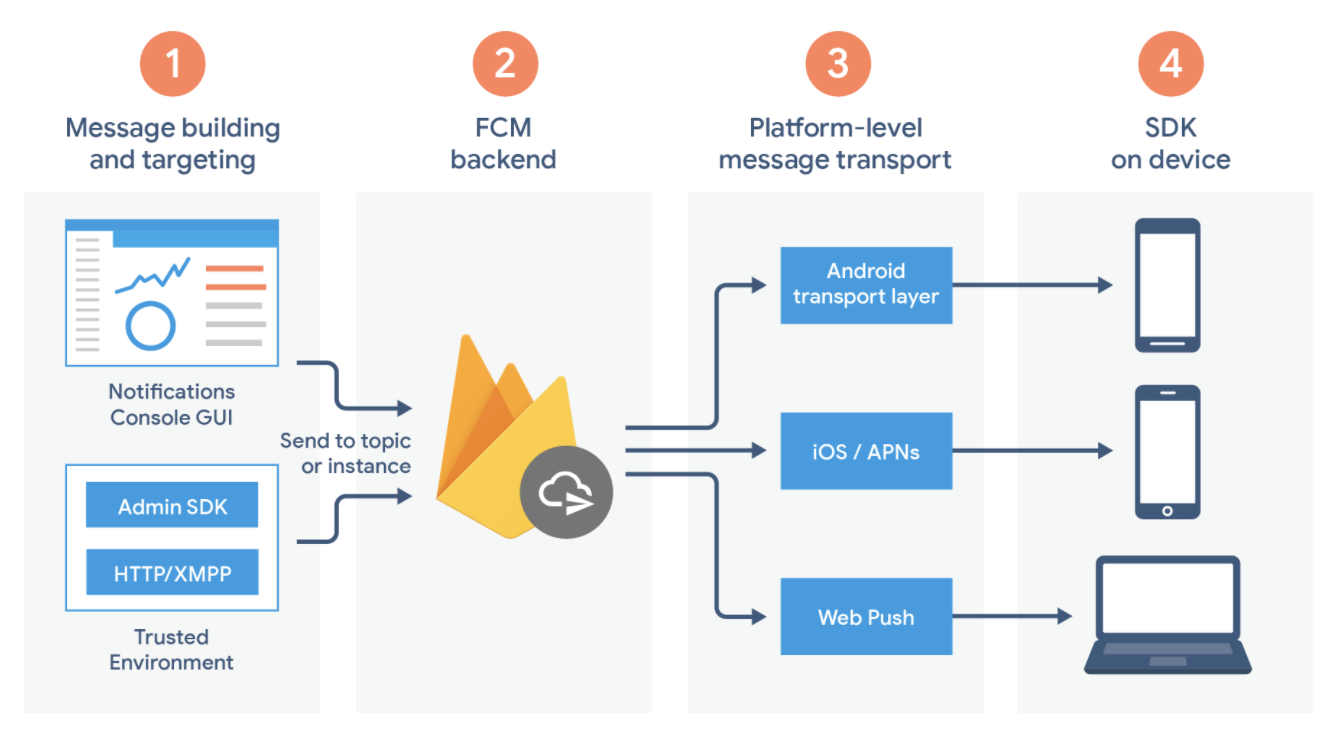 1
Message building
and targeting
2
FCM
backend
3
Platform-level
message transport
4
SDK
on device
Notifications
Console GUI
Send to topic
or instance
Admin SDK
HTTP/XMPP
Trusted
Environment
Android
transport layer
iOS / APNs
Web Push